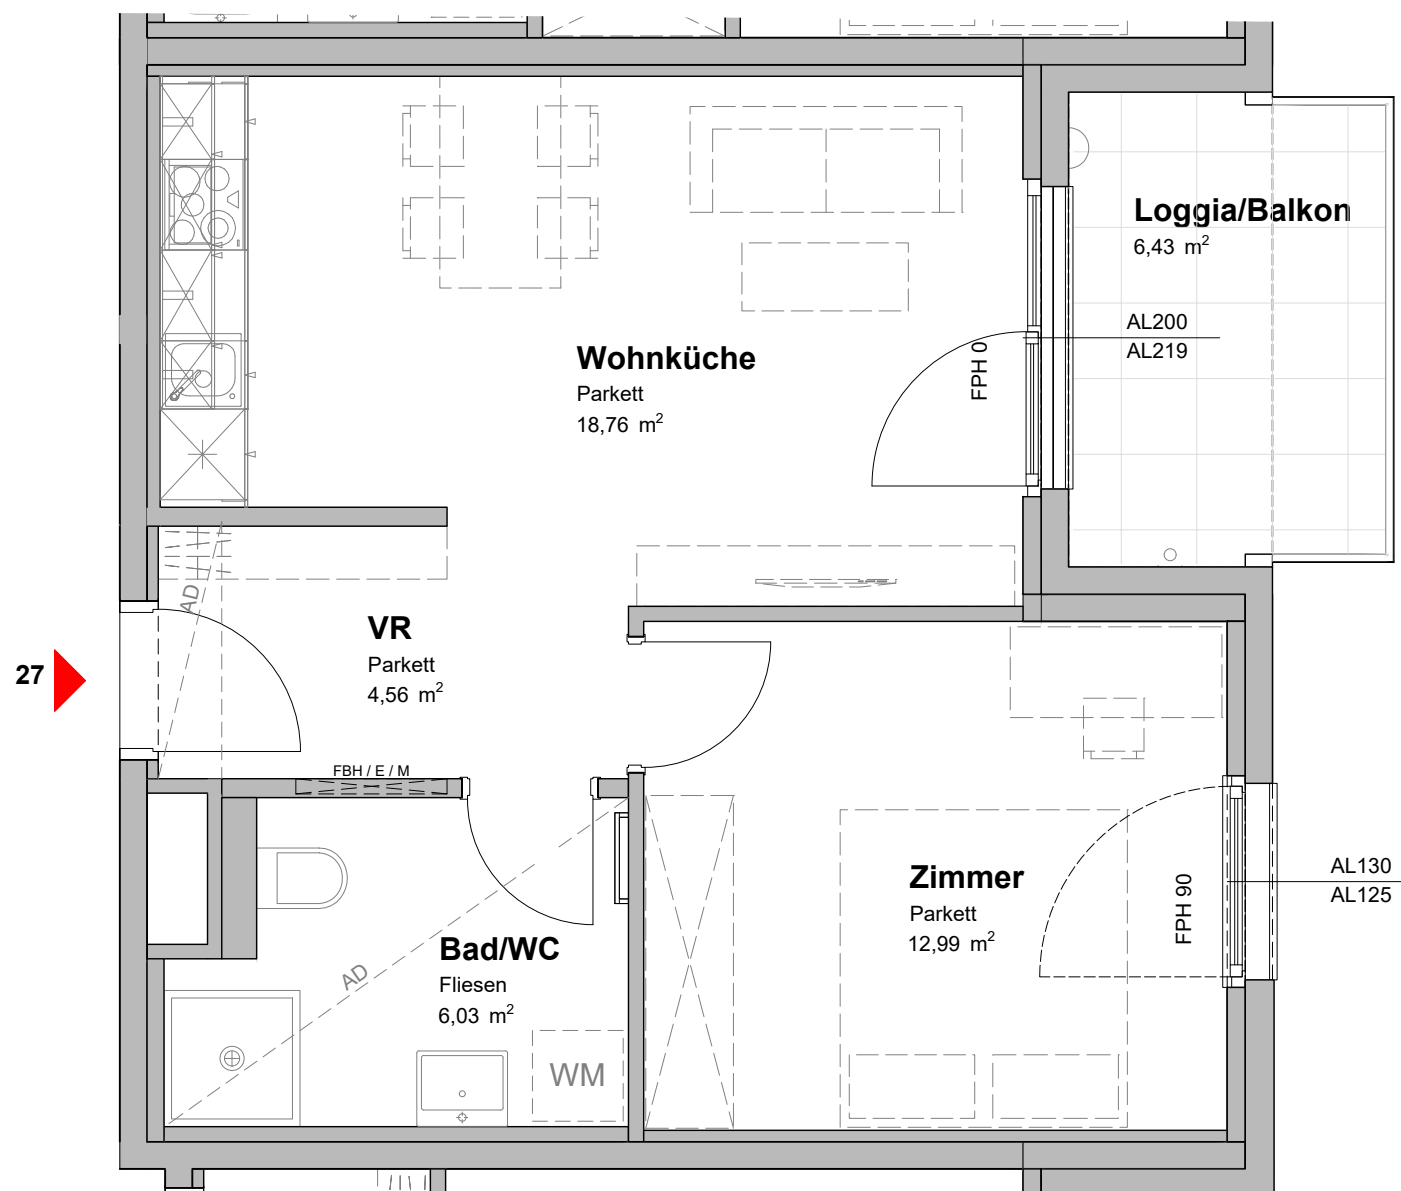 Loggia/Balkon
6,43 m²
AL200
AL219
FPH 0
Wohnküche
Parkett
18,76 m²
AD
VR
Parkett
4,56 m²
27
FBH / E / M
Zimmer
Parkett
12,99 m²
FPH 90
AL130
AL125
Bad/WC
Fliesen
6,03 m²
AD
WM